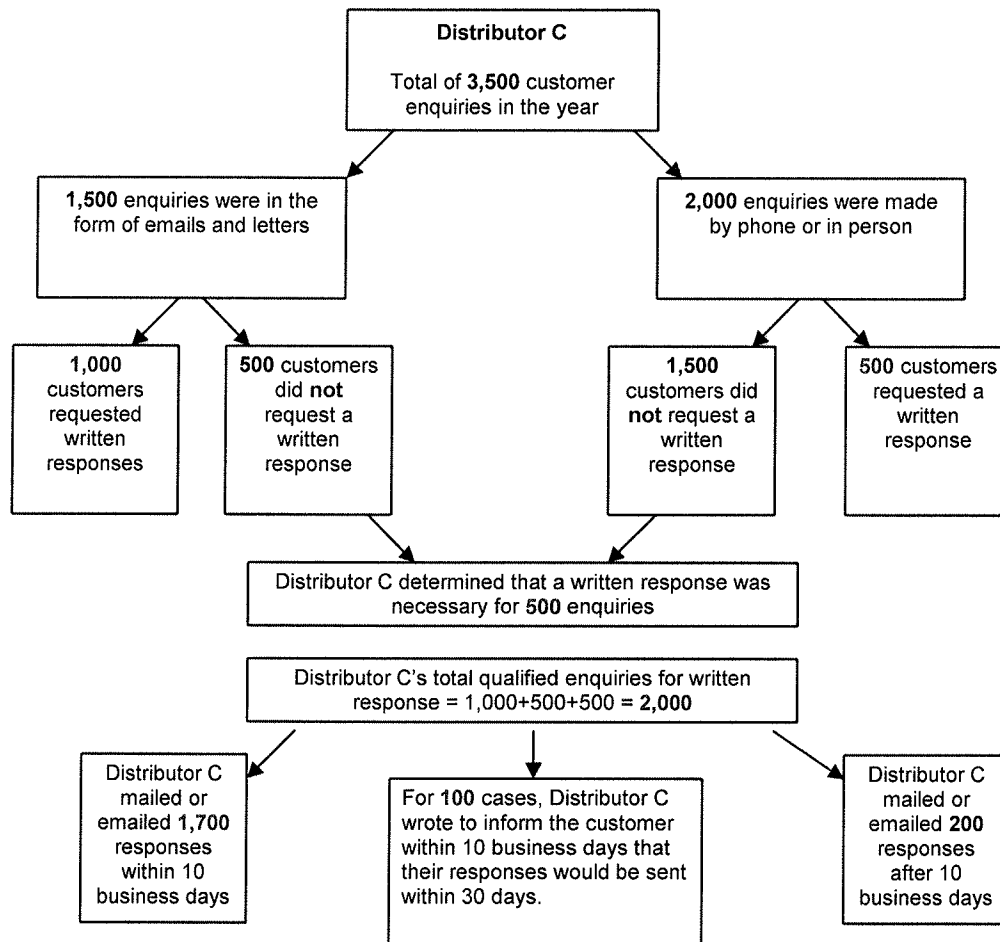 Distributor C
Total of 3,500 customer
enquiries in the year
1,500 enquiries were in the
form of emails and letters
2,000 enquiries were made
by phone or in person
1,000
customers
requested
written
responses
500 customers
did not
request a
written
response
1,500
customers did
not request a
written
response
500 customers
requested a
written
response
Distributor C determined that a written response was
necessary for 500 enquiries
Distributor C's total qualified enquiries for written
response = 1,000+500+500 = 2,000
Distributor C
mailed or
emailed 1,700
responses
within 10
business days
For 100 cases, Distributor C
wrote to inform the customer
within 10 business days that
their responses would be sent
within 30 days.
Distributor C
mailed or
emailed 200
responses
after 10
business days